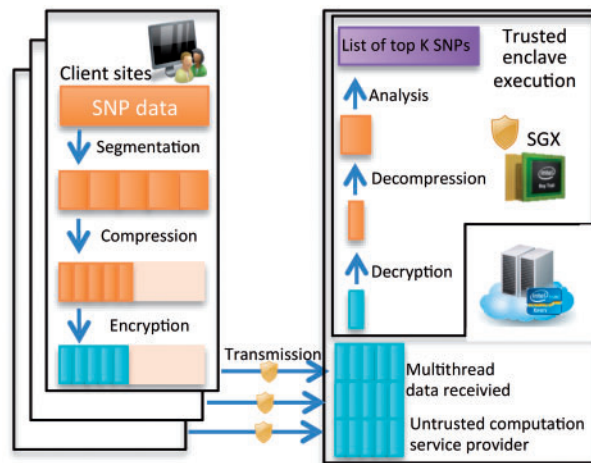 Client sites
SNP data
Segmentation
Compression
Encryption
Transmission
List of top K SNPs
Trusted
enclave
execution
Analysis
SGX
Decompression
Decryption
Multithread
data receivied
Untrusted computation
service provider